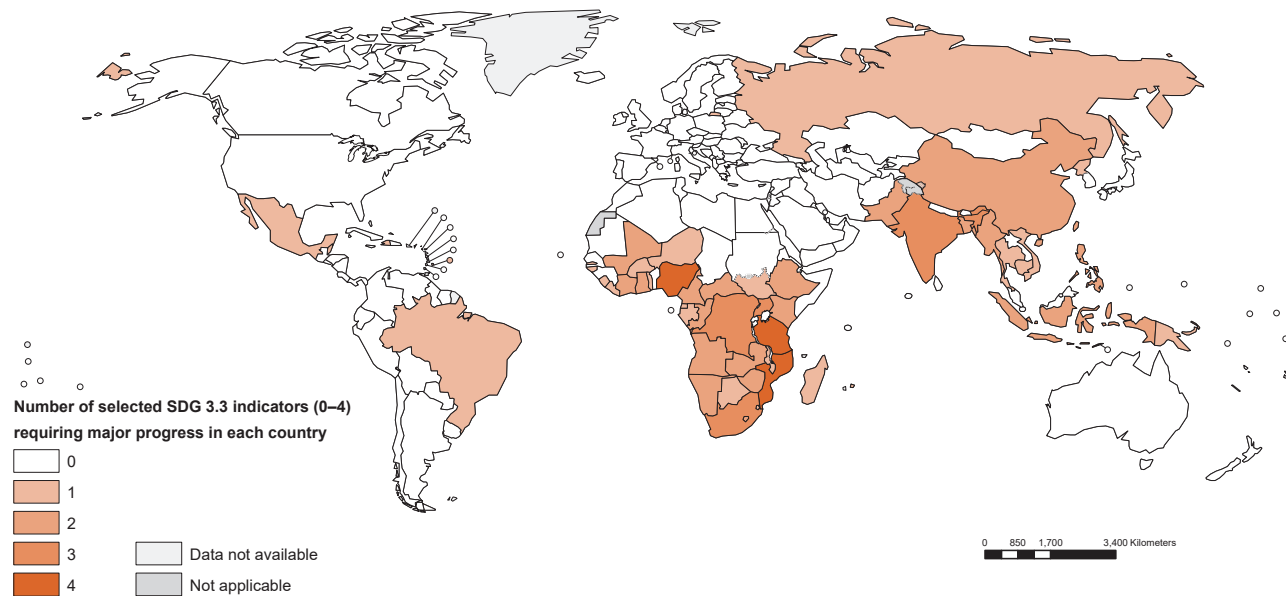 Number of selected SDG 3.3 indicators (0–4)
requiring major progress in each country
0
1
2
3
4
Data not available
Not applicable
0 850 1,700 3,400 Kilometers